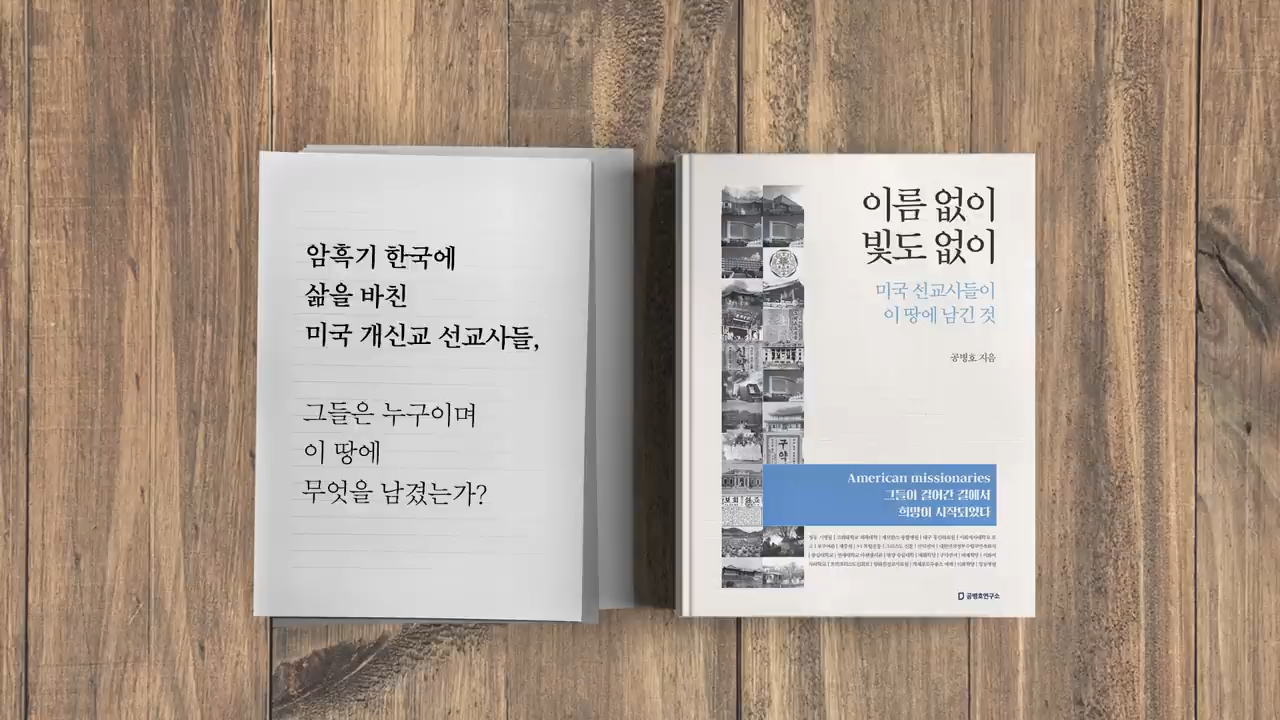 암흑기 한국에
삶을 바친
미국 개신교 선교사들,
그들은 누구이며
이 땅에
무엇을 남겼는가?
이름 없이
빛도 없이
미국 선교사들이
이 땅에 남긴 것
공병호 지음
구약
American missionaries
그들이 걸어간 길에서
희망이 시작되었다
공병호연구소